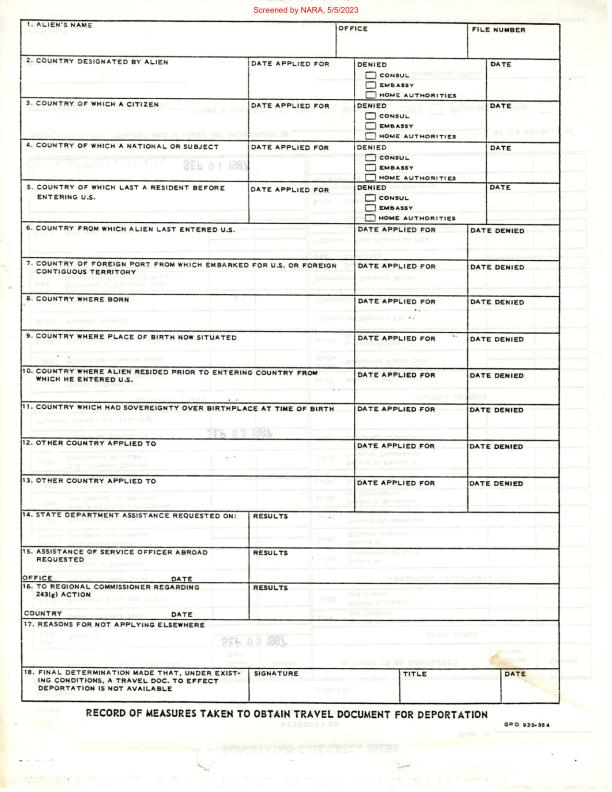 Screened by NARA, 5/5/2023
1. ALIEN'S NAME
OFFICE
FILE NUMBER
2. COUNTRY DESIGNATED BY ALIEN
DATE APPLIED FOR
DENIED
CONSUL
EMBASSY
HOME AUTHORITIES
DATE
3. COUNTRY OF WHICH A CITIZEN
DATE APPLIED FOR
DENIED
CONSUL
EMBASSY
HOME AUTHORITIES
DATE
4. COUNTRY OF WHICH A NATIONAL OR SUBJECT
DATE APPLIED FOR
DENIED
CONSUL
EMBASSY
HOME AUTHORITIES
DATE
5. COUNTRY OF WHICH LAST A RESIDENT BEFORE
ENTERING U.S.
DATE APPLIED FOR
DENIED
CONSUL
EMBASSY
HOME AUTHORITIES
DATE
6. COUNTRY FROM WHICH ALIEN LAST ENTERED U.S.
DATE APPLIED FOR
DATE DENIED
7. COUNTRY OF FOREIGN PORT FROM WHICH EMBARKED FOR U.S. OR FOREIGN
CONTIGUOUS TERRITORY
DATE APPLIED FOR
DATE DENIED
8. COUNTRY WHERE BORN
DATE APPLIED FOR
DATE DENIED
9. COUNTRY WHERE PLACE OF BIRTH NOW SITUATED
DATE APPLIED FOR
DATE DENIED
10. COUNTRY WHERE ALIEN RESIDED PRIOR TO ENTERING COUNTRY FROM
WHICH HE ENTERED U.S.
DATE APPLIED FOR
DATE DENIED
11. COUNTRY WHICH HAD SOVEREIGNTY OVER BIRTHPLACE AT TIME OF BIRTH
DATE APPLIED FOR
DATE DENIED
12. OTHER COUNTRY APPLIED TO
DATE APPLIED FOR
DATE DENIED
13. OTHER COUNTRY APPLIED TO
DATE APPLIED FOR
DATE DENIED
14. STATE DEPARTMENT ASSISTANCE REQUESTED ON:
RESULTS
15. ASSISTANCE OF SERVICE OFFICER ABROAD
REQUESTED
RESULTS
OFFICE DATE
16. TO REGIONAL COMMISSIONER REGARDING
243(g) ACTION
RESULTS
COUNTRY DATE
17. REASONS FOR NOT APPLYING ELSEWHERE
18. FINAL DETERMINATION MADE THAT, UNDER EXIST-
ING CONDITIONS, A TRAVEL DOC. TO EFFECT
DEPORTATION IS NOT AVAILABLE
SIGNATURE
TITLE
DATE
RECORD OF MEASURES TAKEN TO OBTAIN TRAVEL DOCUMENT FOR DEPORTATION
GPO 933-384